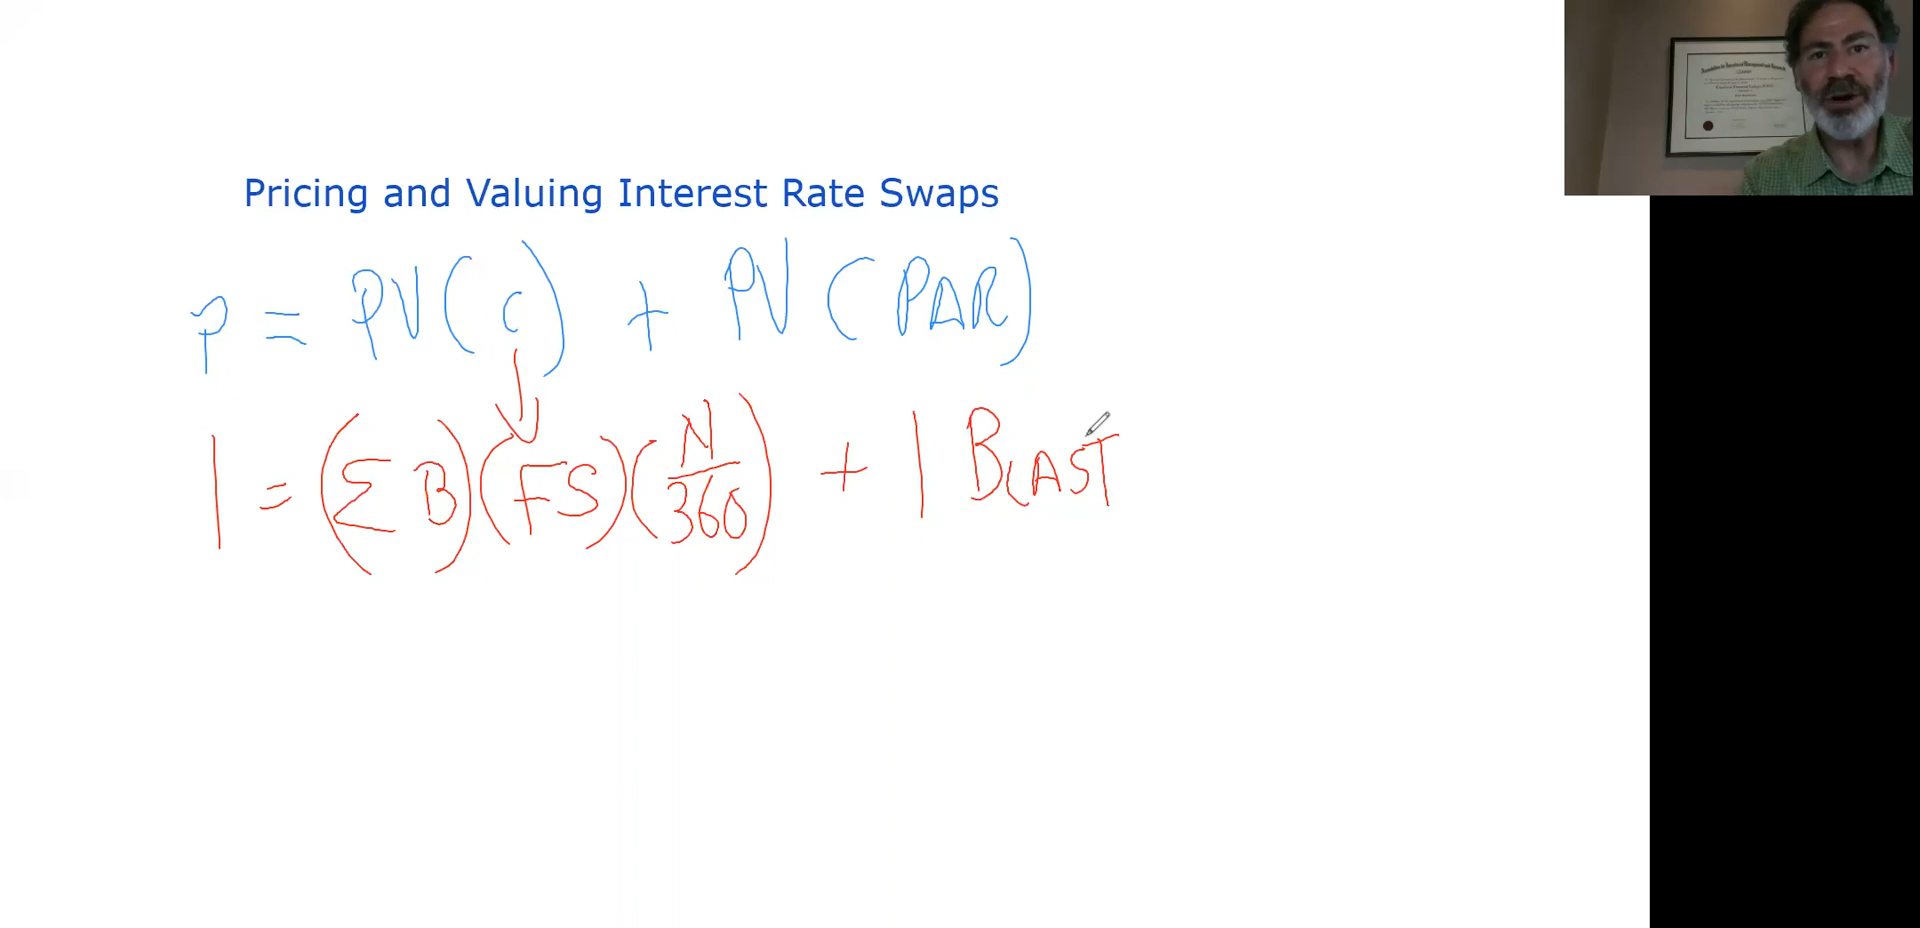 Pricing and Valuing Interest Rate Swaps
P = PV(C) + PV(PAR)
1 = (ΣB)(FS)(N/360) + 1 BLAST